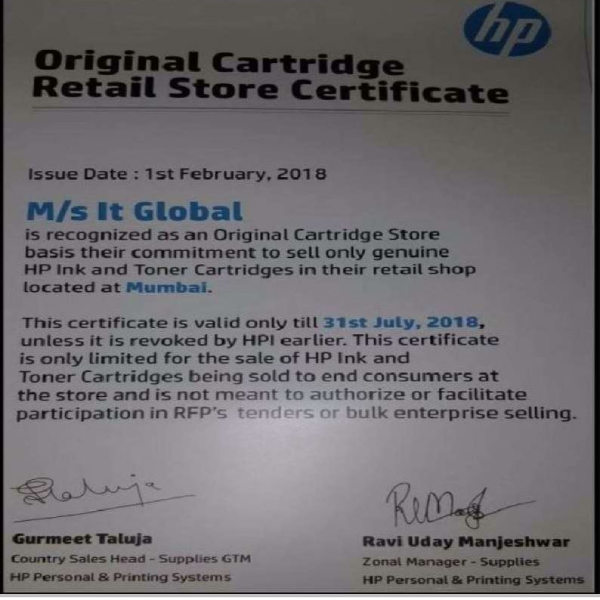 hp
Original Cartridge
Retail Store Certificate
Issue Date : 1st February, 2018
M/s It Global
is recognized as an Original Cartridge Store
basis their commitment to sell only genuine
HP Ink and Toner Cartridges in their retail shop
located at Mumbai.
This certificate is valid only till 31st July, 2018,
unless it is revoked by HPI earlier. This certificate
is only limited for the sale of HP Ink and
Toner Cartridges being sold to end consumers at
the store and is not meant to authorize or facilitate
participation in RFP's tenders or bulk enterprise selling.
Gurmeet Taluja
Country Sales Head - Supplies GTM
HP Personal & Printing Systems
Ravi Uday Manjeshwar
Zonal Manager - Supplies
HP Personal & Printing Systems